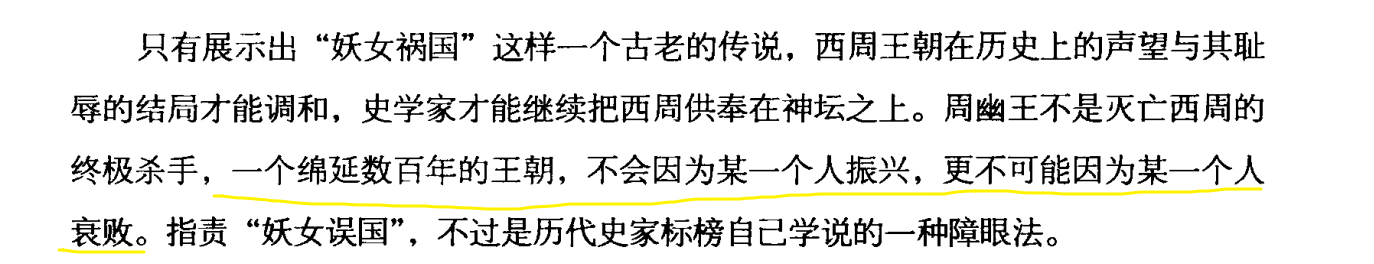 只有展示出“妖女祸国”这样一个古老的传说，西周王朝在历史上的声望与其耻
辱的结局才能调和，史学家才能继续把西周供奉在神坛之上。周幽王不是灭亡西周的
终极杀手，一个绵延数百年的王朝，不会因为某一个人振兴，更不可能因为某一个人
衰败。指责“妖女误国”，不过是历代史家标榜自己学说的一种障眼法。